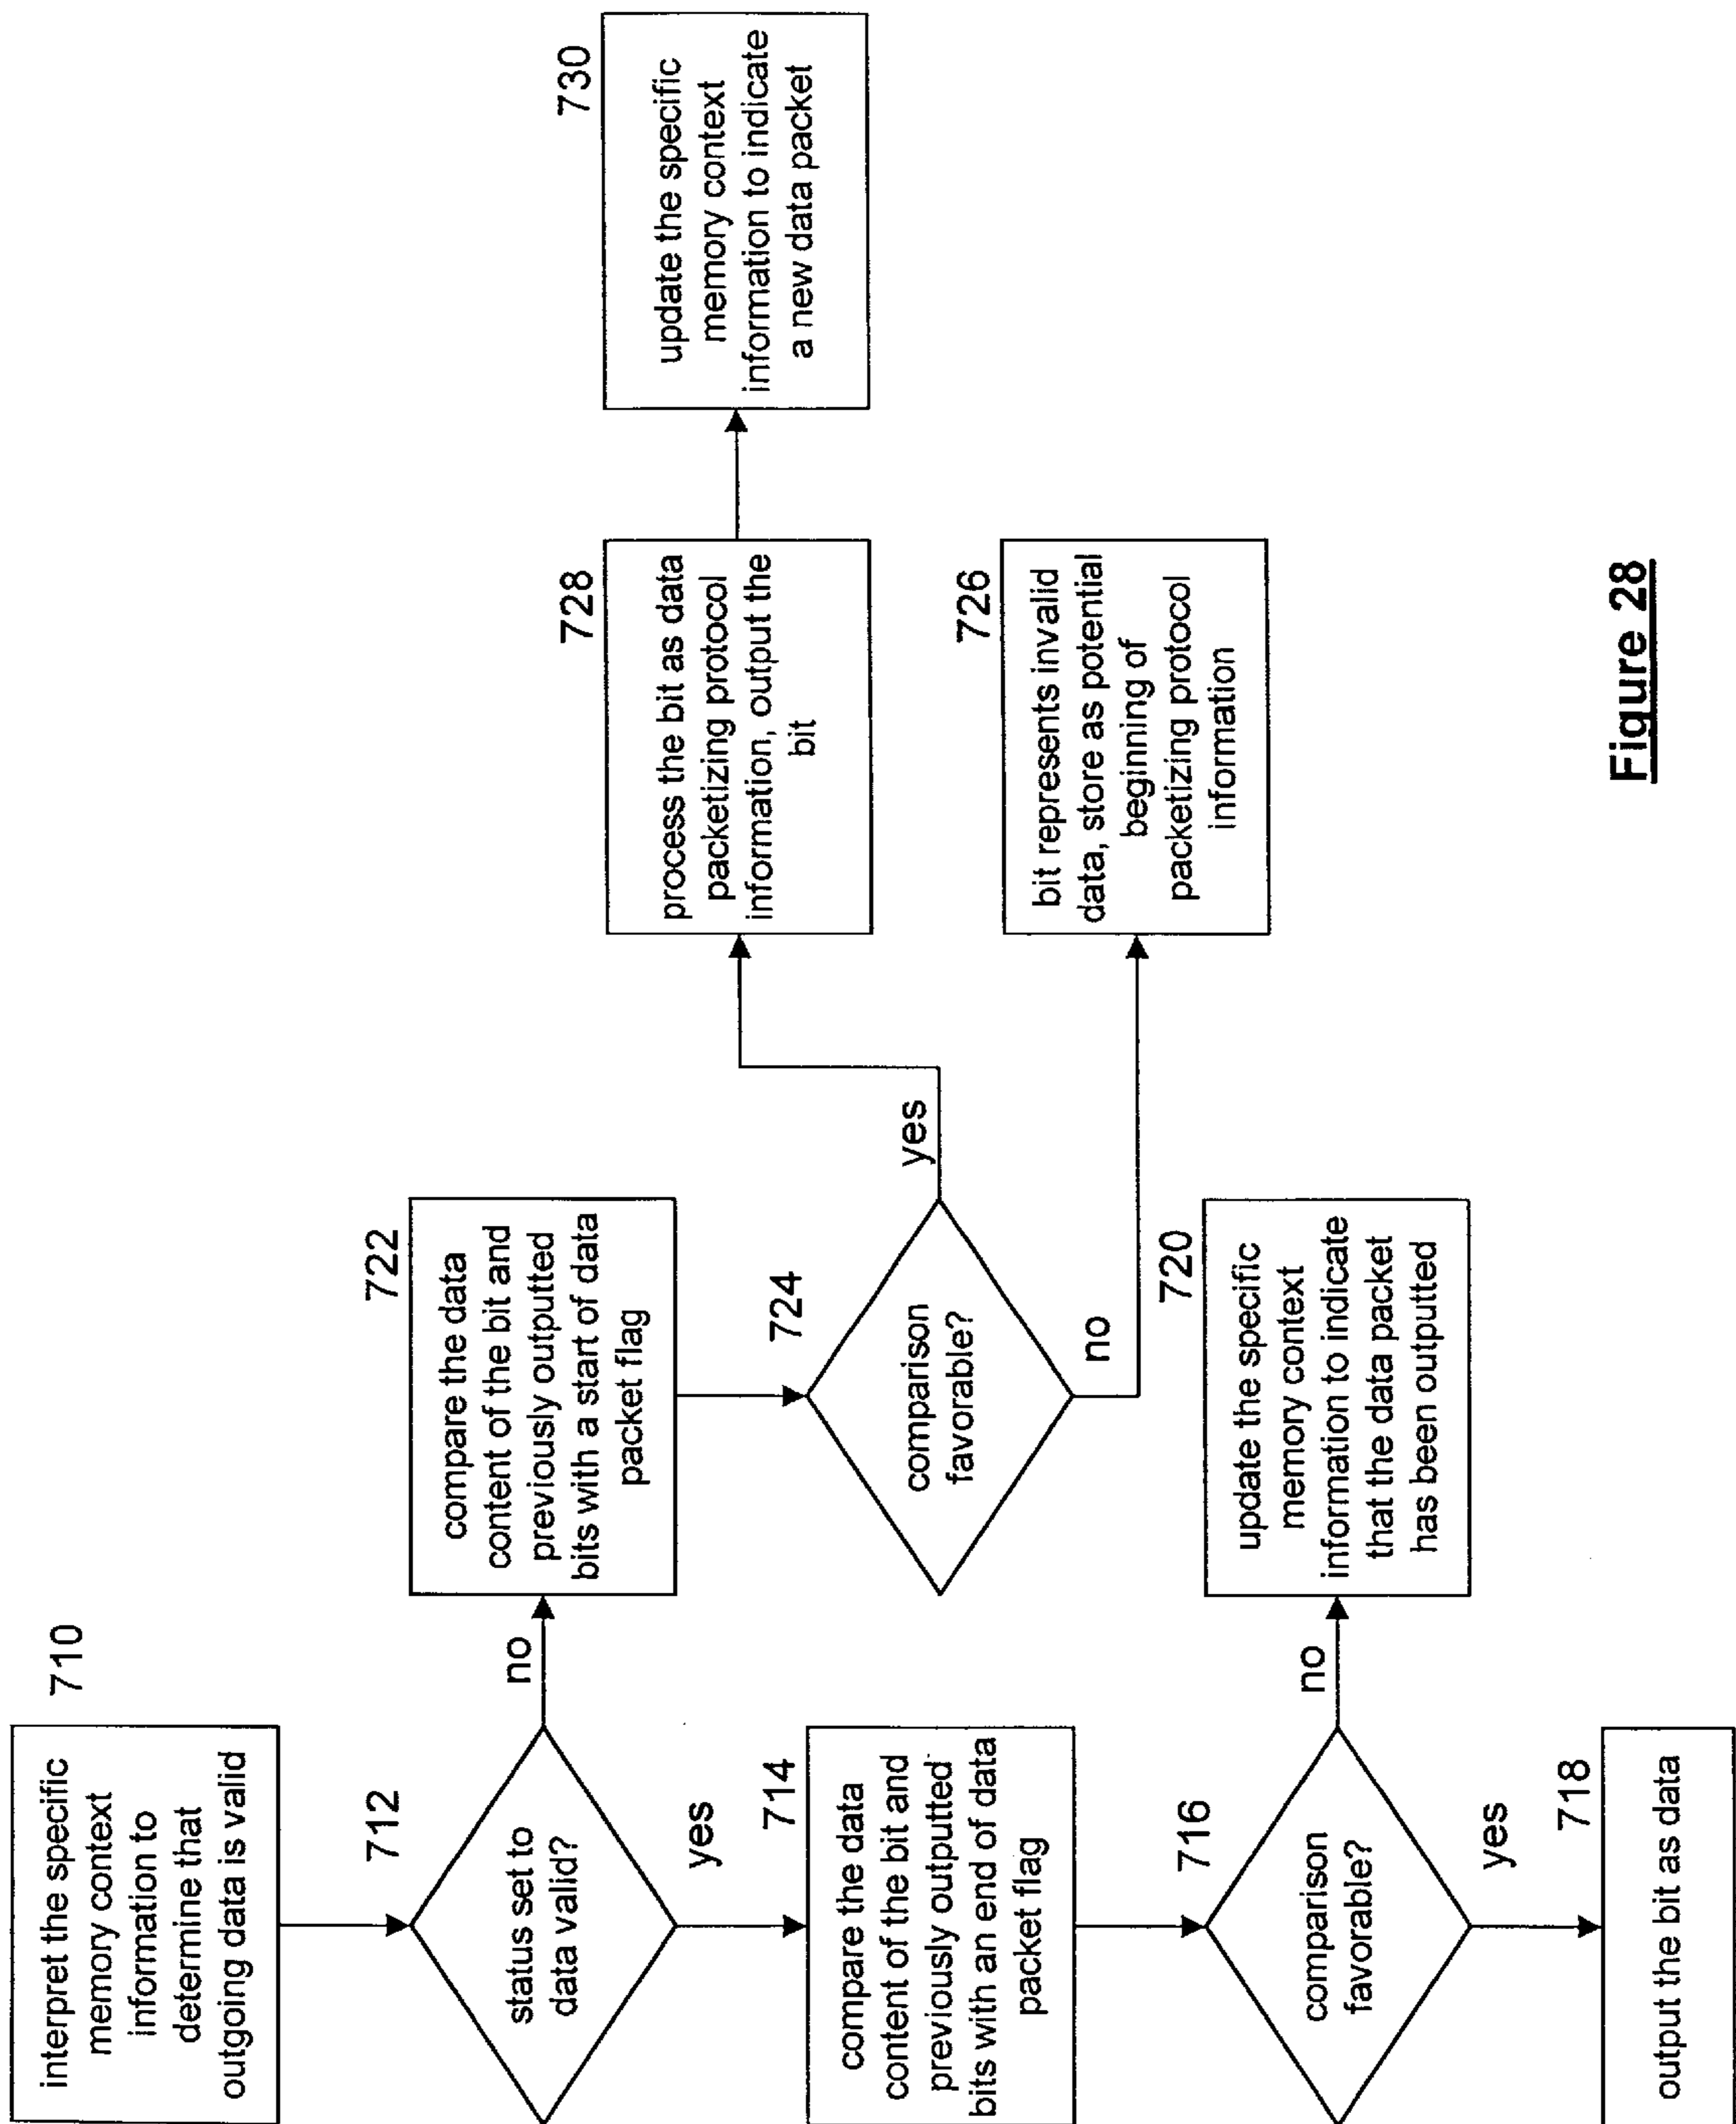 710
interpret the specific
memory context
information to
determine that
outgoing data is valid
712
status set to
data valid?
no
yes
714
compare the data
content of the bit and
previously outputted
bits with an end of data
packet flag
716
comparison
favorable?
no
yes
718
output the bit as data
720
update the specific
memory context
information to indicate
that the data packet
has been outputted
722
compare the data
content of the bit and
previously outputted
bits with a start of data
packet flag
724
comparison
favorable?
yes
no
726
bit represents invalid
data, store as potential
beginning of
packetizing protocol
information
728
process the bit as data
packetizing protocol
information, output the
bit
730
update the specific
memory context
information to indicate
a new data packet
Figure 28